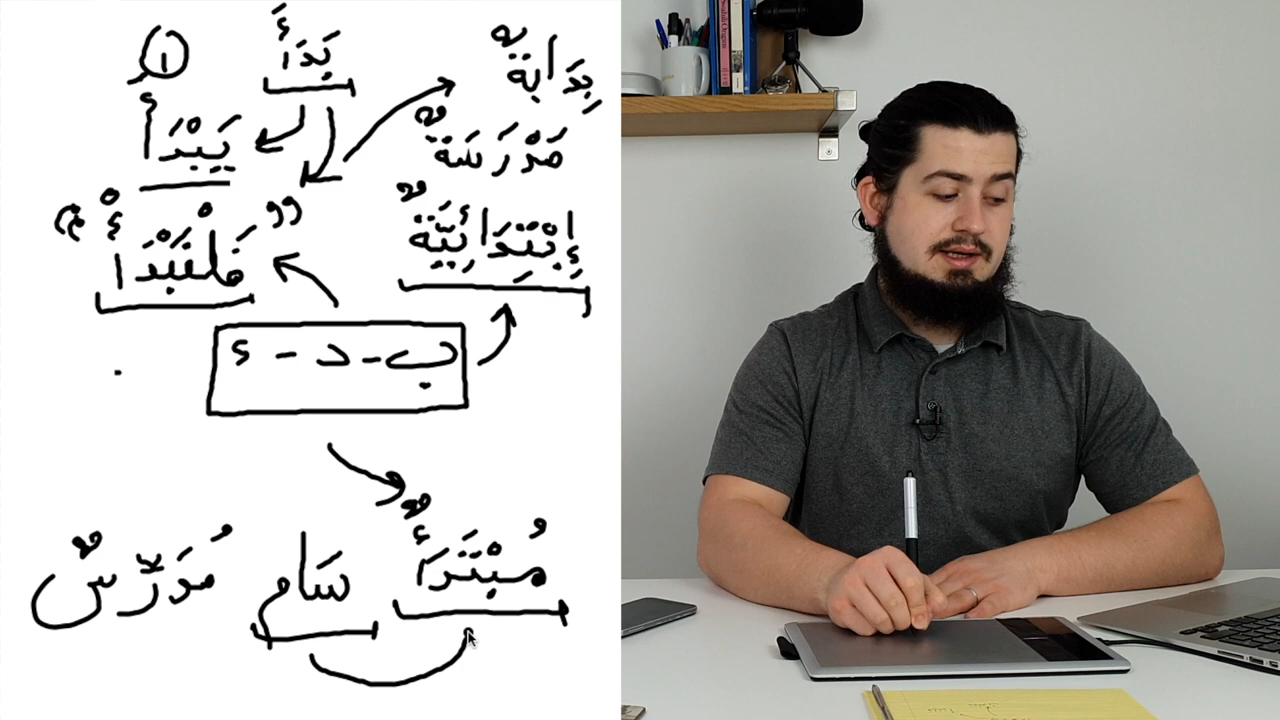 بَدَأَ
١
بِدَايَةٌ
يَبْدَأُ
مَدْرَسَةٌ
إِبْتِدَائِيَّةٌ
"فَلْنَبْدَأْ"
ب - د - ء
مُبْتَدَأٌ
سَام
مُدَرِّسٌ